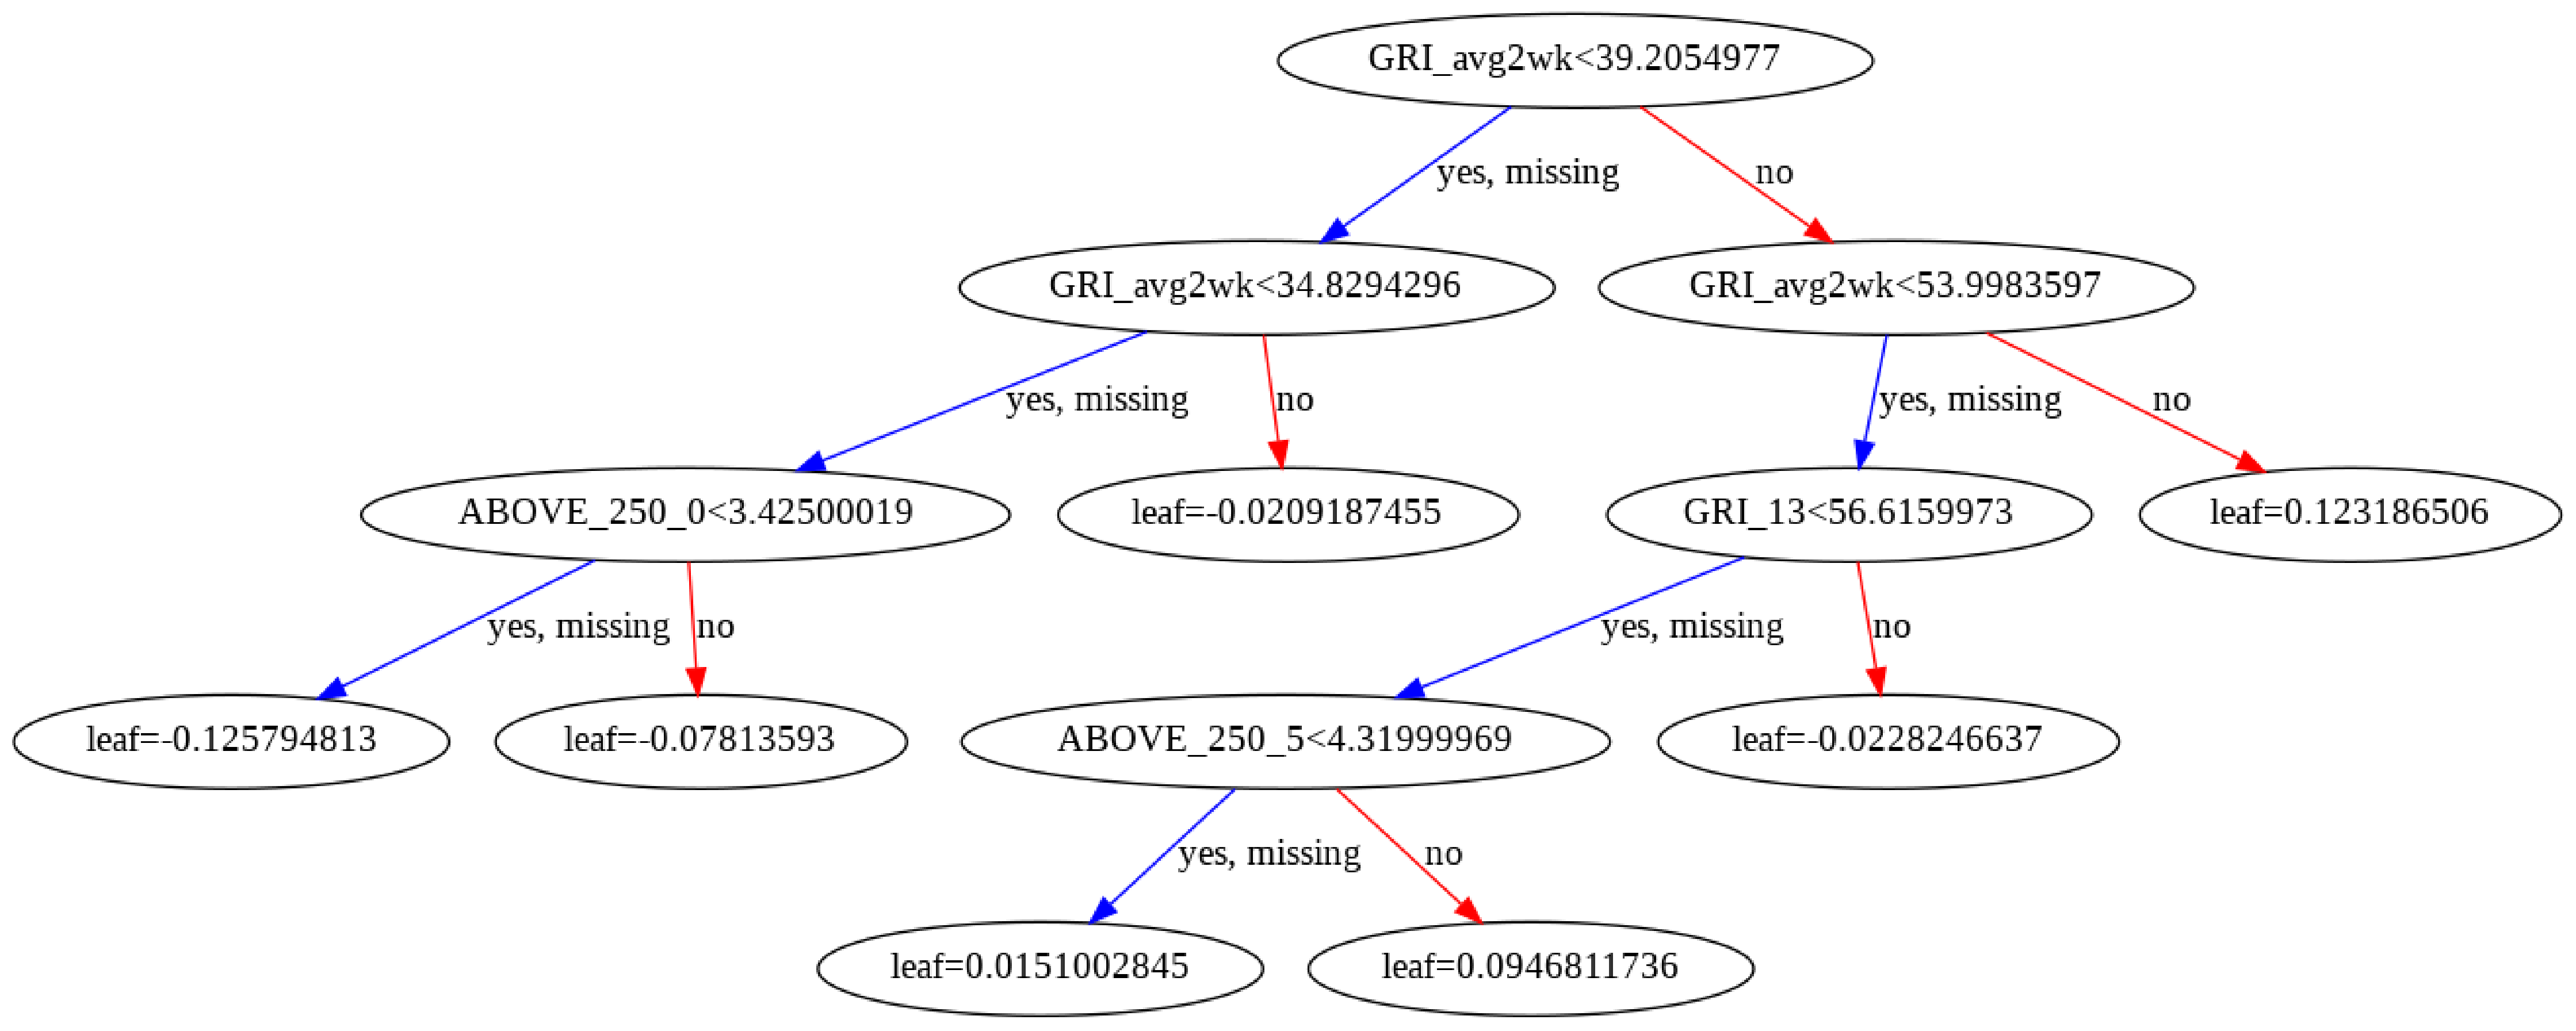 GRI_avg2wk<39.2054977
yes, missing
no
GRI_avg2wk<34.8294296
GRI_avg2wk<53.9983597
yes, missing
no
yes, missing
no
ABOVE_250_0<3.42500019
leaf=-0.0209187455
GRI_13<56.6159973
leaf=0.123186506
yes, missing
no
yes, missing
no
leaf=-0.125794813
leaf=-0.07813593
ABOVE_250_5<4.31999969
leaf=-0.0228246637
yes, missing
no
leaf=0.0151002845
leaf=0.0946811736